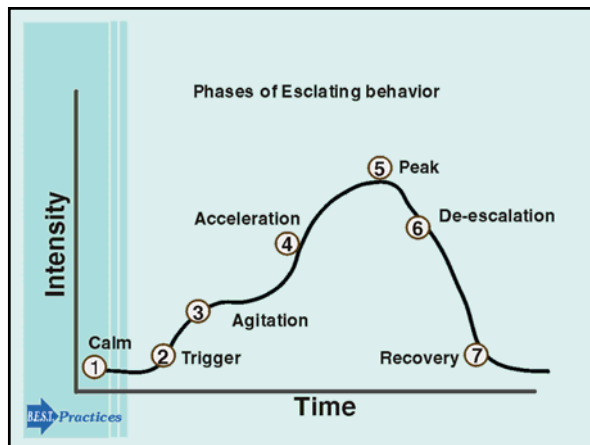 Phases of Esclating behavior
5 Peak
Acceleration
4
6 De-escalation
3
Agitation
Calm
1
2 Trigger
Recovery 7
Intensity
Time
B.E.S.T. Practices